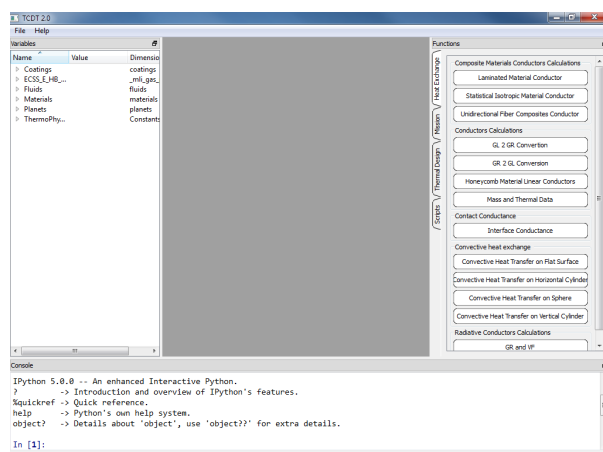 TCDT 2.0
File Help
Variables
Name Value Dimensio
Coatings coatings
ECSS_E_HB_... _mli_gas_
Fluids fluids
Materials materials
Planets planets
ThermoPhy... Constants
Functions
Heat Exchange
Mission
Thermal Design
Scripts
Composite Materials Conductors Calculations
Laminated Material Conductor
Statistical Isotropic Material Conductor
Unidirectional Fiber Composites Conductor
Conductors Calculations
GL 2 GR Convertion
GR 2 GL Conversion
Honeycomb Material Linear Conductors
Mass and Thermal Data
Contact Conductance
Interface Conductance
Convective heat exchange
Convective Heat Transfer on Flat Surface
Convective Heat Transfer on Horizontal Cylinder
Convective Heat Transfer on Sphere
Convective Heat Transfer on Vertical Cylinder
Radiative Conductors Calculations
GR and VF
Console
IPython 5.0.0 -- An enhanced Interactive Python.
? -> Introduction and overview of IPython's features.
%quickref -> Quick reference.
help -> Python's own help system.
object? -> Details about 'object', use 'object??' for extra details.
In [1]: